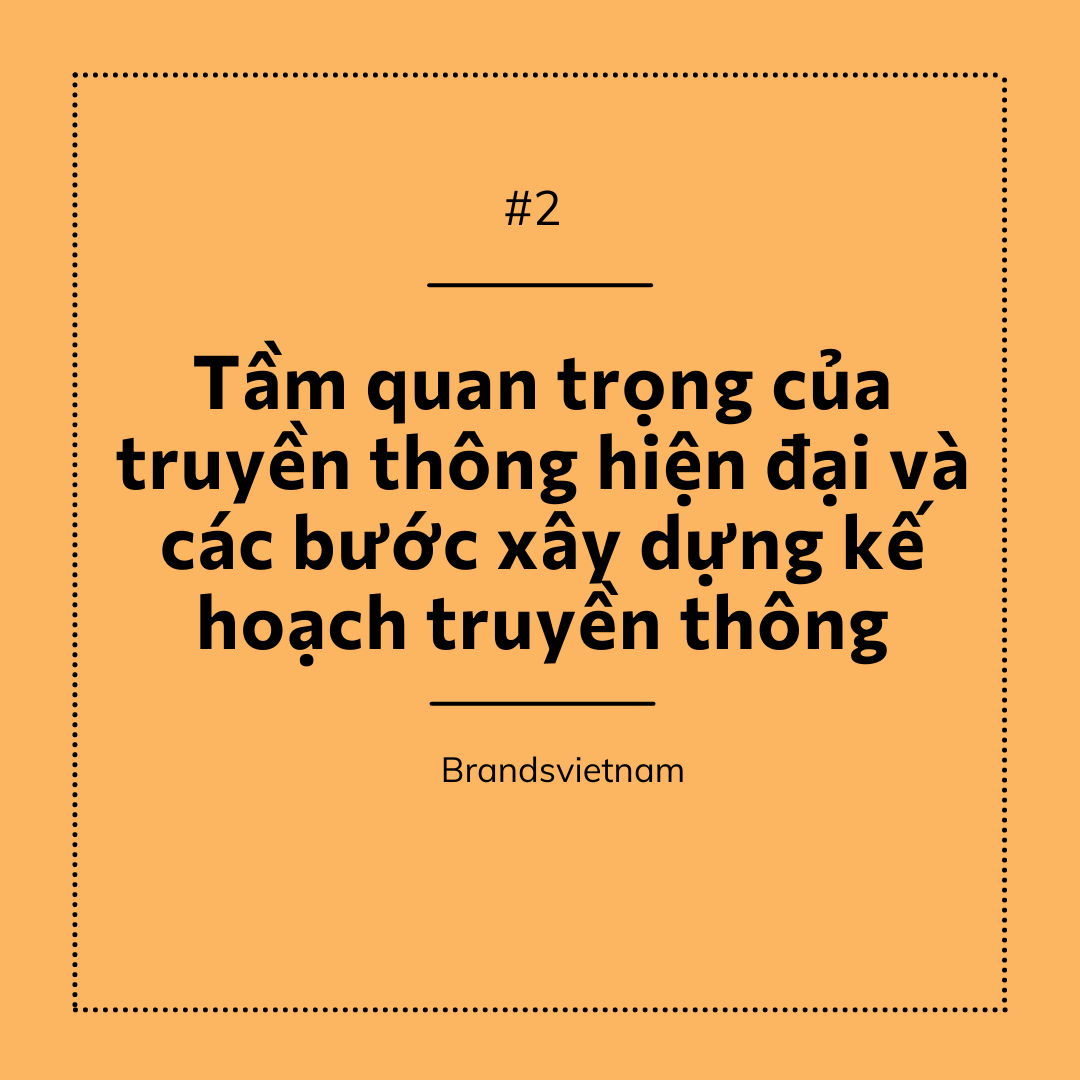 #2
Tầm quan trọng của
truyền thông hiện đại và
các bước xây dựng kế
hoạch truyền thông
Brandsvietnam